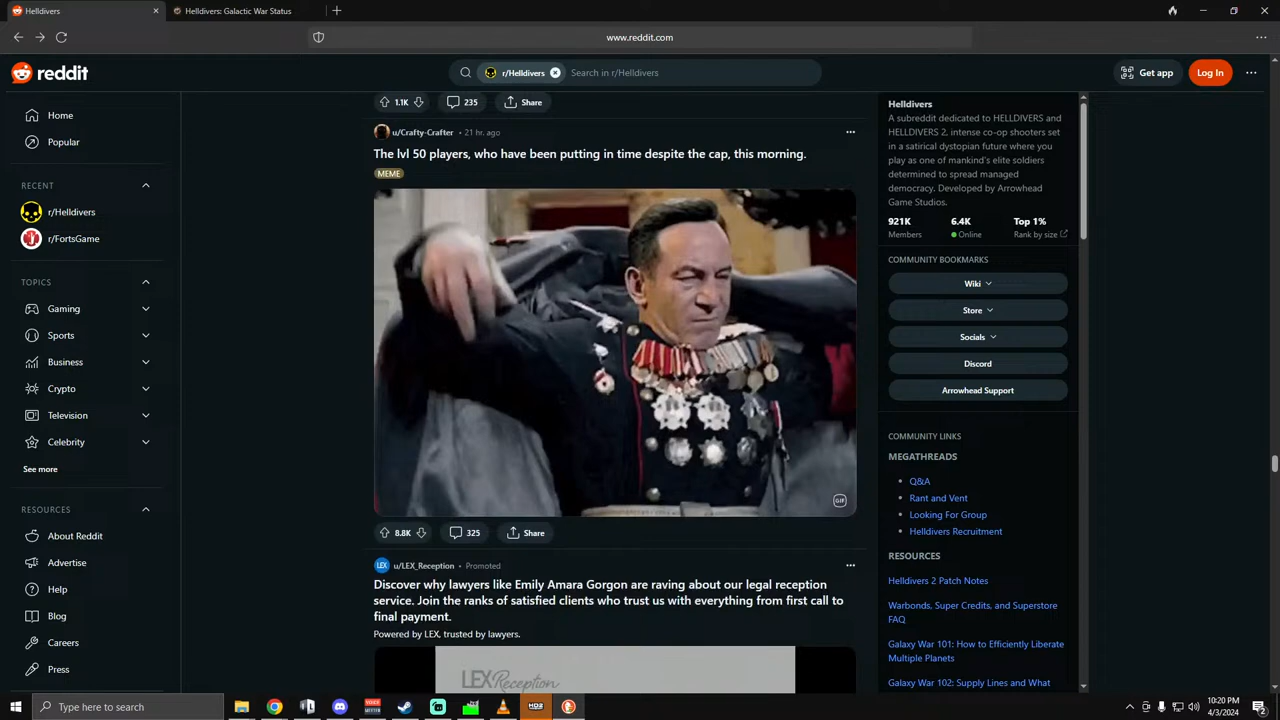 Helldivers
Helldivers: Galactic War Status
www.reddit.com
reddit
r/Helldivers
Search in r/Helldivers
Get app
Log In
Home
Popular
RECENT
r/Helldivers
r/FortsGame
TOPICS
Gaming
Sports
Business
Crypto
Television
Celebrity
See more
RESOURCES
About Reddit
Advertise
Help
Blog
Careers
Press
1.1K
235
Share
u/Crafty-Crafter • 21 hr. ago
The lvl 50 players, who have been putting in time despite the cap, this morning.
MEME
GIF
8.8K
325
Share
LEX
u/LEX_Reception • Promoted
Discover why lawyers like Emily Amara Gorgon are raving about our legal reception
service. Join the ranks of satisfied clients who trust us with everything from first call to
final payment.
Powered by LEX, trusted by lawyers.
LEX Reception
Helldivers
A subreddit dedicated to HELLDIVERS and
HELLDIVERS 2, intense co-op shooters set
in a satirical dystopian future where you
play as one of mankind's elite soldiers
determined to spread managed
democracy. Developed by Arrowhead
Game Studios.
921K
Members
6.4K
Online
Top 1%
Rank by size
COMMUNITY BOOKMARKS
Wiki
Store
Socials
Discord
Arrowhead Support
COMMUNITY LINKS
MEGATHREADS
Q&A
Rant and Vent
Looking For Group
Helldivers Recruitment
RESOURCES
Helldivers 2 Patch Notes
Warbonds, Super Credits, and Superstore
FAQ
Galaxy War 101: How to Efficiently Liberate
Multiple Planets
Galaxy War 102: Supply Lines and What
Type here to search
10:20 PM
4/3/2024